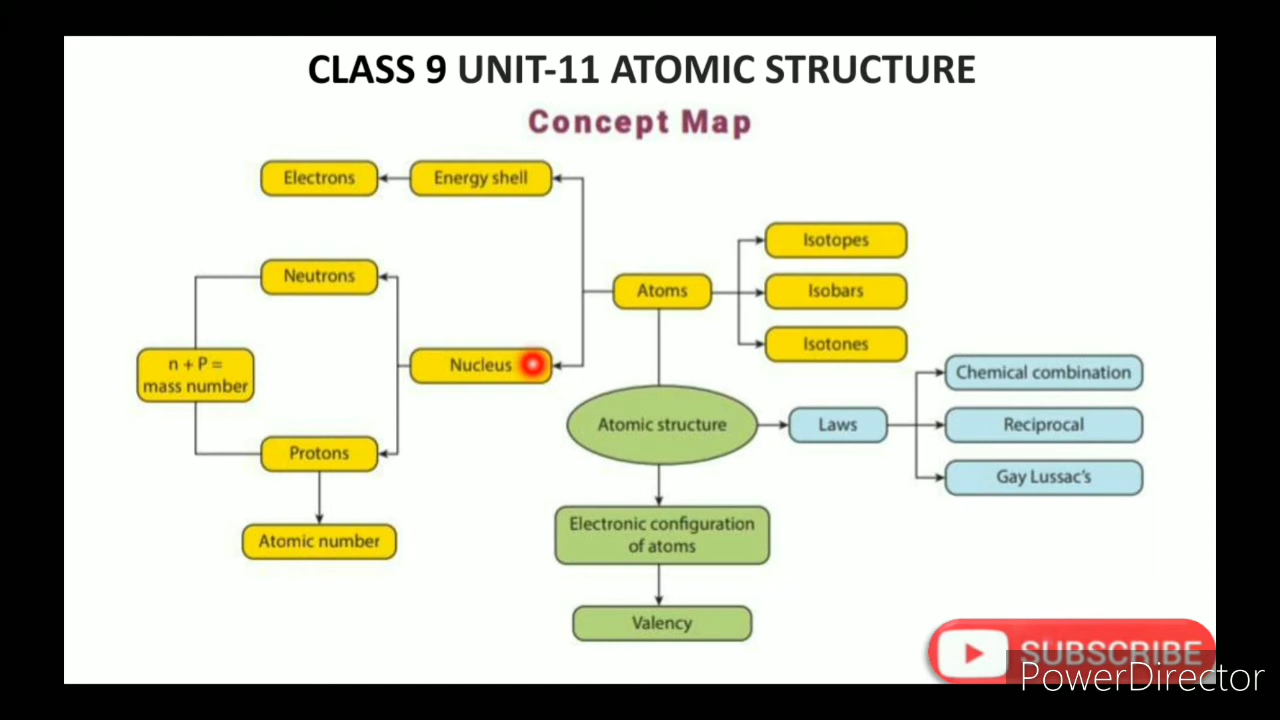 CLASS 9 UNIT-11 ATOMIC STRUCTURE
Concept Map
Electrons
Energy shell
Isotopes
Neutrons
Atoms
Isobars
Isotones
n + P =
mass number
Nucleus
Chemical combination
Atomic structure
Laws
Reciprocal
Protons
Gay Lussac's
Electronic configuration
of atoms
Atomic number
Valency
SUBSCRIBE
PowerDirector